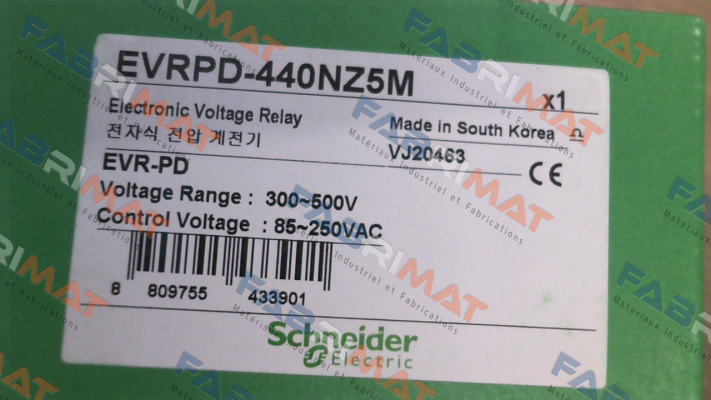 EVRPD-440NZ5M
x1
Electronic Voltage Relay
전자식 전압 계전기
Made in South Korea
VJ20463
CE
EVR-PD
Voltage Range : 300~500V
Control Voltage : 85~250VAC
8 809755 433901
Schneider
Electric
FABRIMAT
Materiaux Industriel et Fabrications